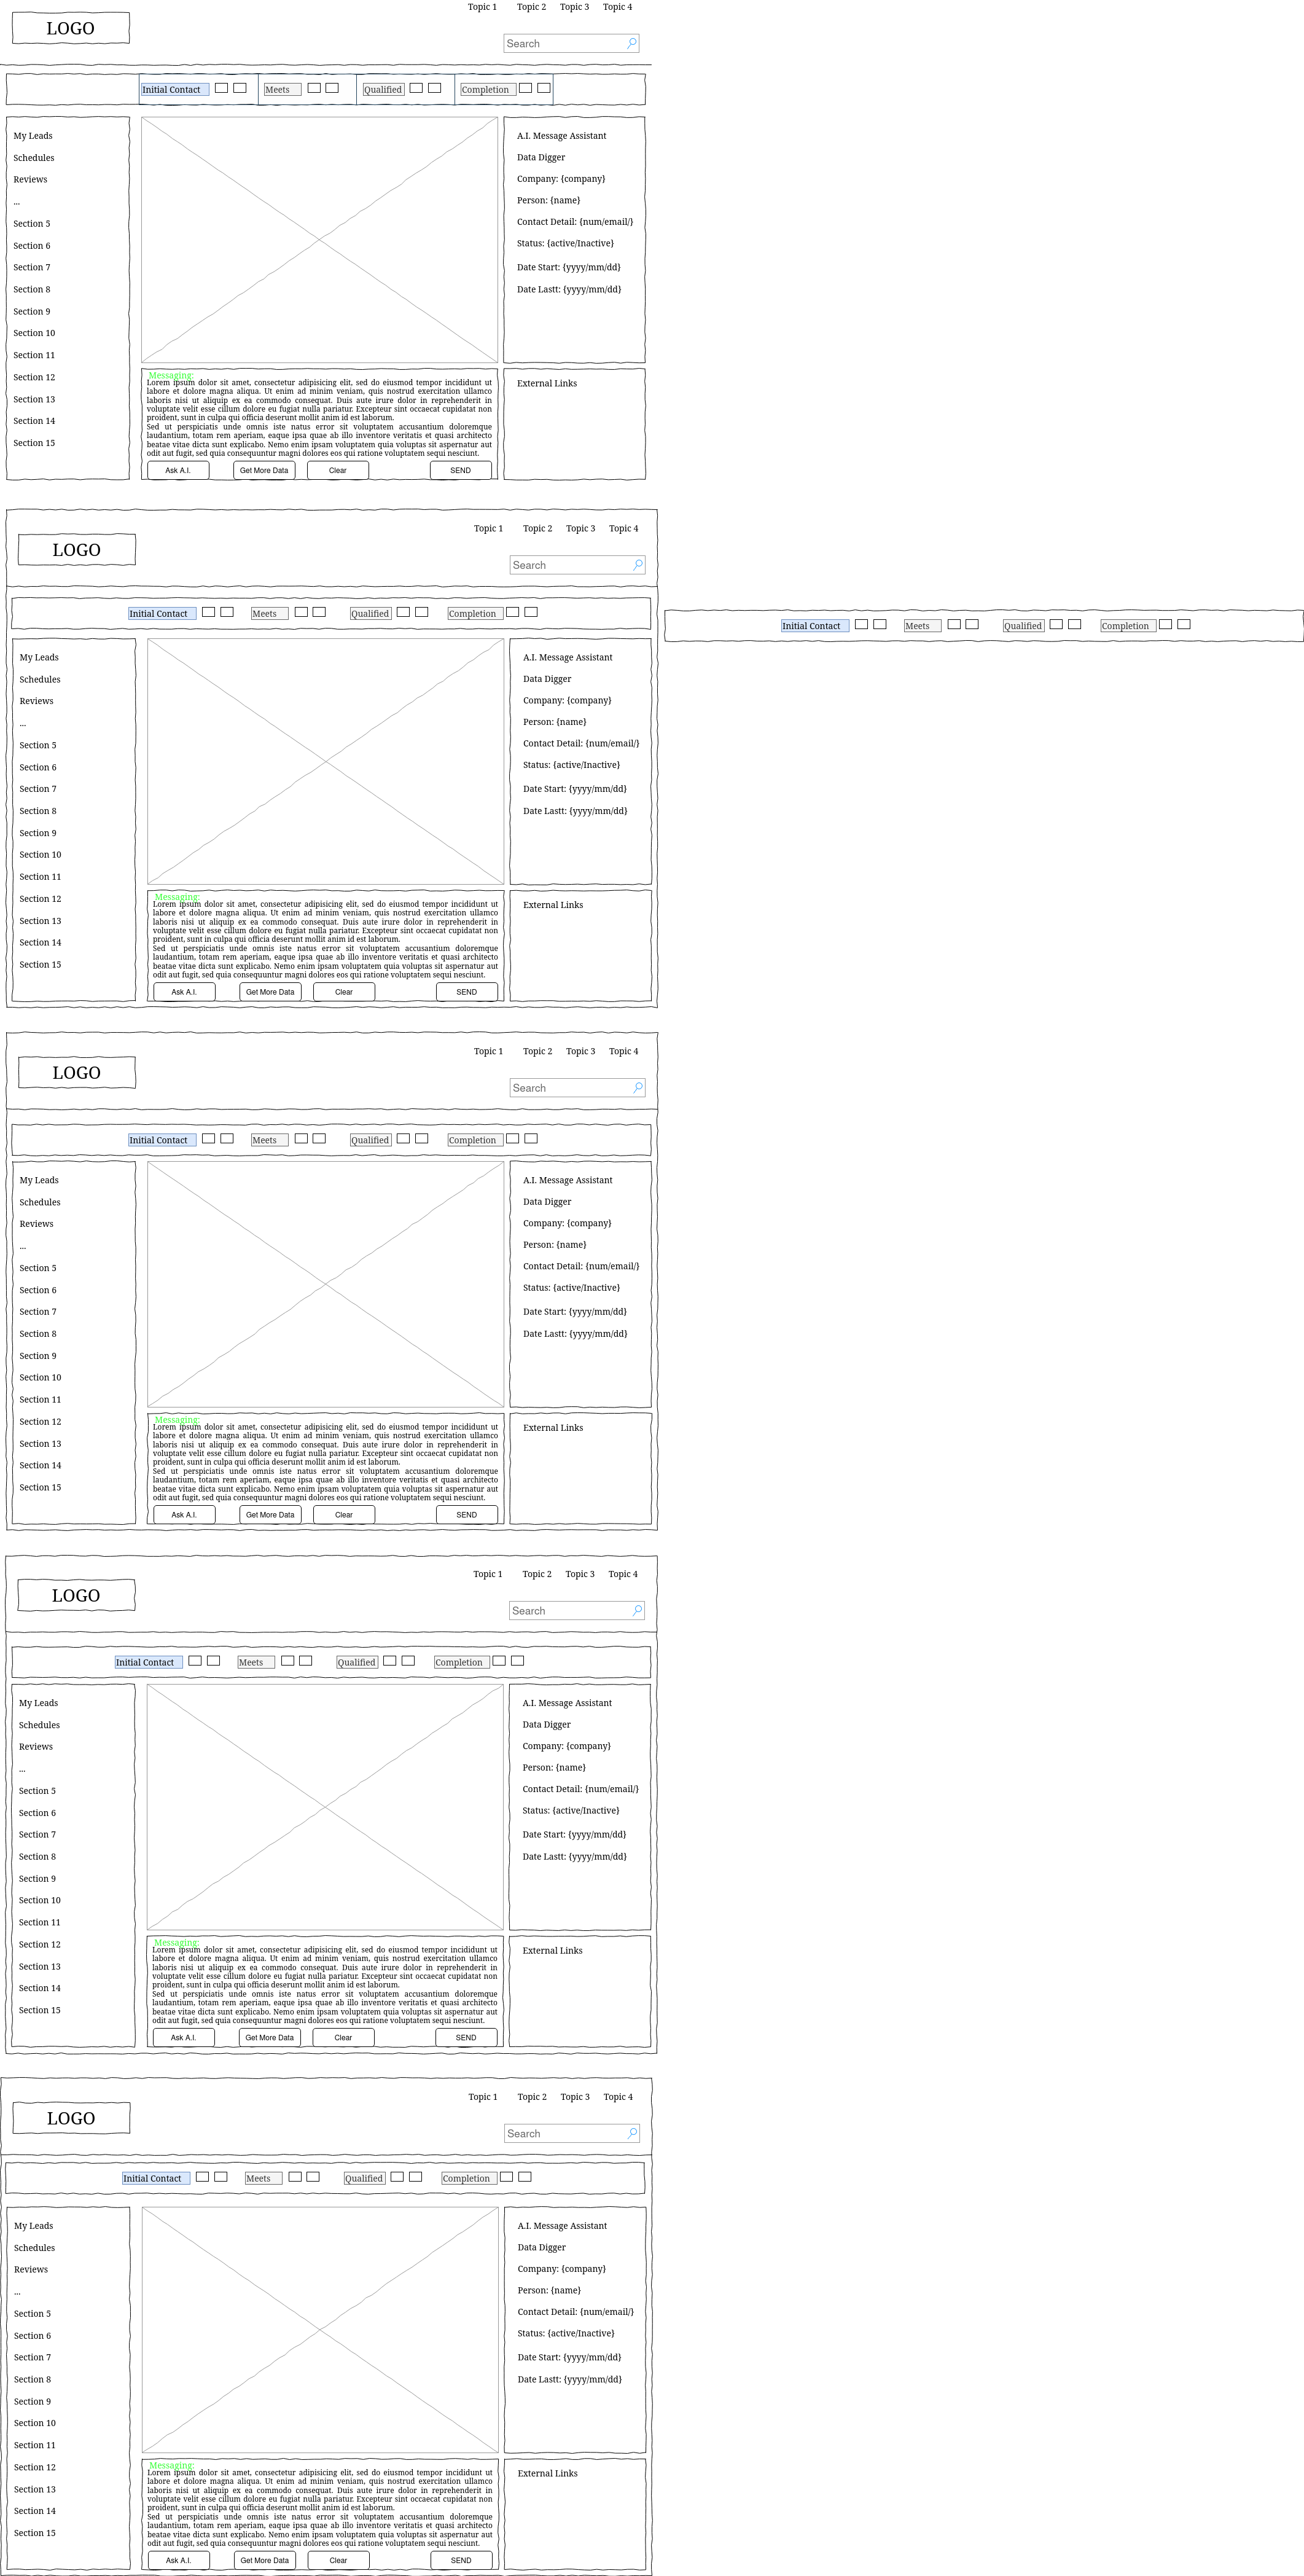 Topic 1 Topic 2 Topic 3 Topic 4
LOGO
Search
Initial Contact Meets Qualified Completion
My Leads
Schedules
Reviews
...
Section 5
Section 6
Section 7
Section 8
Section 9
Section 10
Section 11
Section 12
Section 13
Section 14
Section 15
Messaging:
Lorem ipsum dolor sit amet, consectetur adipisicing elit, sed do eiusmod tempor incididunt ut
labore et dolore magna aliqua. Ut enim ad minim veniam, quis nostrud exercitation ullamco
laboris nisi ut aliquip ex ea commodo consequat. Duis aute irure dolor in reprehenderit in
voluptate velit esse cillum dolore eu fugiat nulla pariatur. Excepteur sint occaecat cupidatat non
proident, sunt in culpa qui officia deserunt mollit anim id est laborum.
Sed ut perspiciatis unde omnis iste natus error sit voluptatem accusantium doloremque
laudantium, totam rem aperiam, eaque ipsa quae ab illo inventore veritatis et quasi architecto
beatae vitae dicta sunt explicabo. Nemo enim ipsam voluptatem quia voluptas sit aspernatur aut
odit aut fugit, sed quia consequuntur magni dolores eos qui ratione voluptatem sequi nesciunt.
Ask A.I. Get More Data Clear SEND
A.I. Message Assistant
Data Digger
Company: {company}
Person: {name}
Contact Detail: {num/email/}
Status: {active/Inactive}
Date Start: {yyyy/mm/dd}
Date Lastt: {yyyy/mm/dd}
External Links
Topic 1 Topic 2 Topic 3 Topic 4
LOGO
Search
Initial Contact Meets Qualified Completion
Initial Contact Meets Qualified Completion
My Leads
Schedules
Reviews
...
Section 5
Section 6
Section 7
Section 8
Section 9
Section 10
Section 11
Section 12
Section 13
Section 14
Section 15
Messaging:
Lorem ipsum dolor sit amet, consectetur adipisicing elit, sed do eiusmod tempor incididunt ut
labore et dolore magna aliqua. Ut enim ad minim veniam, quis nostrud exercitation ullamco
laboris nisi ut aliquip ex ea commodo consequat. Duis aute irure dolor in reprehenderit in
voluptate velit esse cillum dolore eu fugiat nulla pariatur. Excepteur sint occaecat cupidatat non
proident, sunt in culpa qui officia deserunt mollit anim id est laborum.
Sed ut perspiciatis unde omnis iste natus error sit voluptatem accusantium doloremque
laudantium, totam rem aperiam, eaque ipsa quae ab illo inventore veritatis et quasi architecto
beatae vitae dicta sunt explicabo. Nemo enim ipsam voluptatem quia voluptas sit aspernatur aut
odit aut fugit, sed quia consequuntur magni dolores eos qui ratione voluptatem sequi nesciunt.
Ask A.I. Get More Data Clear SEND
A.I. Message Assistant
Data Digger
Company: {company}
Person: {name}
Contact Detail: {num/email/}
Status: {active/Inactive}
Date Start: {yyyy/mm/dd}
Date Lastt: {yyyy/mm/dd}
External Links
Topic 1 Topic 2 Topic 3 Topic 4
LOGO
Search
Initial Contact Meets Qualified Completion
My Leads
Schedules
Reviews
...
Section 5
Section 6
Section 7
Section 8
Section 9
Section 10
Section 11
Section 12
Section 13
Section 14
Section 15
Messaging:
Lorem ipsum dolor sit amet, consectetur adipisicing elit, sed do eiusmod tempor incididunt ut
labore et dolore magna aliqua. Ut enim ad minim veniam, quis nostrud exercitation ullamco
laboris nisi ut aliquip ex ea commodo consequat. Duis aute irure dolor in reprehenderit in
voluptate velit esse cillum dolore eu fugiat nulla pariatur. Excepteur sint occaecat cupidatat non
proident, sunt in culpa qui officia deserunt mollit anim id est laborum.
Sed ut perspiciatis unde omnis iste natus error sit voluptatem accusantium doloremque
laudantium, totam rem aperiam, eaque ipsa quae ab illo inventore veritatis et quasi architecto
beatae vitae dicta sunt explicabo. Nemo enim ipsam voluptatem quia voluptas sit aspernatur aut
odit aut fugit, sed quia consequuntur magni dolores eos qui ratione voluptatem sequi nesciunt.
Ask A.I. Get More Data Clear SEND
A.I. Message Assistant
Data Digger
Company: {company}
Person: {name}
Contact Detail: {num/email/}
Status: {active/Inactive}
Date Start: {yyyy/mm/dd}
Date Lastt: {yyyy/mm/dd}
External Links
Topic 1 Topic 2 Topic 3 Topic 4
LOGO
Search
Initial Contact Meets Qualified Completion
My Leads
Schedules
Reviews
...
Section 5
Section 6
Section 7
Section 8
Section 9
Section 10
Section 11
Section 12
Section 13
Section 14
Section 15
Messaging:
Lorem ipsum dolor sit amet, consectetur adipisicing elit, sed do eiusmod tempor incididunt ut
labore et dolore magna aliqua. Ut enim ad minim veniam, quis nostrud exercitation ullamco
laboris nisi ut aliquip ex ea commodo consequat. Duis aute irure dolor in reprehenderit in
voluptate velit esse cillum dolore eu fugiat nulla pariatur. Excepteur sint occaecat cupidatat non
proident, sunt in culpa qui officia deserunt mollit anim id est laborum.
Sed ut perspiciatis unde omnis iste natus error sit voluptatem accusantium doloremque
laudantium, totam rem aperiam, eaque ipsa quae ab illo inventore veritatis et quasi architecto
beatae vitae dicta sunt explicabo. Nemo enim ipsam voluptatem quia voluptas sit aspernatur aut
odit aut fugit, sed quia consequuntur magni dolores eos qui ratione voluptatem sequi nesciunt.
Ask A.I. Get More Data Clear SEND
A.I. Message Assistant
Data Digger
Company: {company}
Person: {name}
Contact Detail: {num/email/}
Status: {active/Inactive}
Date Start: {yyyy/mm/dd}
Date Lastt: {yyyy/mm/dd}
External Links
Topic 1 Topic 2 Topic 3 Topic 4
LOGO
Search
Initial Contact Meets Qualified Completion
My Leads
Schedules
Reviews
...
Section 5
Section 6
Section 7
Section 8
Section 9
Section 10
Section 11
Section 12
Section 13
Section 14
Section 15
Messaging:
Lorem ipsum dolor sit amet, consectetur adipisicing elit, sed do eiusmod tempor incididunt ut
labore et dolore magna aliqua. Ut enim ad minim veniam, quis nostrud exercitation ullamco
laboris nisi ut aliquip ex ea commodo consequat. Duis aute irure dolor in reprehenderit in
voluptate velit esse cillum dolore eu fugiat nulla pariatur. Excepteur sint occaecat cupidatat non
proident, sunt in culpa qui officia deserunt mollit anim id est laborum.
Sed ut perspiciatis unde omnis iste natus error sit voluptatem accusantium doloremque
laudantium, totam rem aperiam, eaque ipsa quae ab illo inventore veritatis et quasi architecto
beatae vitae dicta sunt explicabo. Nemo enim ipsam voluptatem quia voluptas sit aspernatur aut
odit aut fugit, sed quia consequuntur magni dolores eos qui ratione voluptatem sequi nesciunt.
Ask A.I. Get More Data Clear SEND
A.I. Message Assistant
Data Digger
Company: {company}
Person: {name}
Contact Detail: {num/email/}
Status: {active/Inactive}
Date Start: {yyyy/mm/dd}
Date Lastt: {yyyy/mm/dd}
External Links